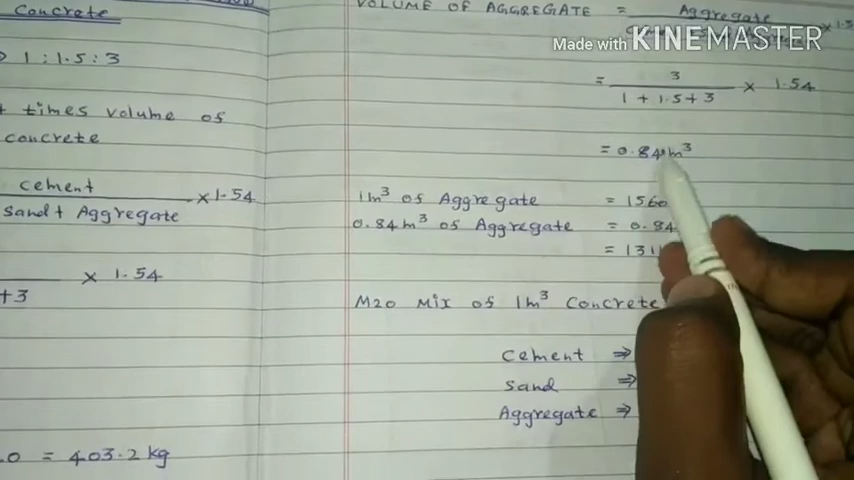 Concrete
1:1.5:3
times volume of
concrete
cement
sand + Aggregate × 1.54
+3 × 1.54
= 403.2 kg
VOLUME OF AGGREGATE = Aggregate
Made with KINEMASTER
= 3
1 + 1.5 + 3 × 1.54
= 0.84 m³
1m³ of Aggregate = 1560
0.84m³ of Aggregate = 0.84
= 1311
M20 Mix of 1m³ Concrete
Cement ⇒
Sand ⇒
Aggregate ⇒